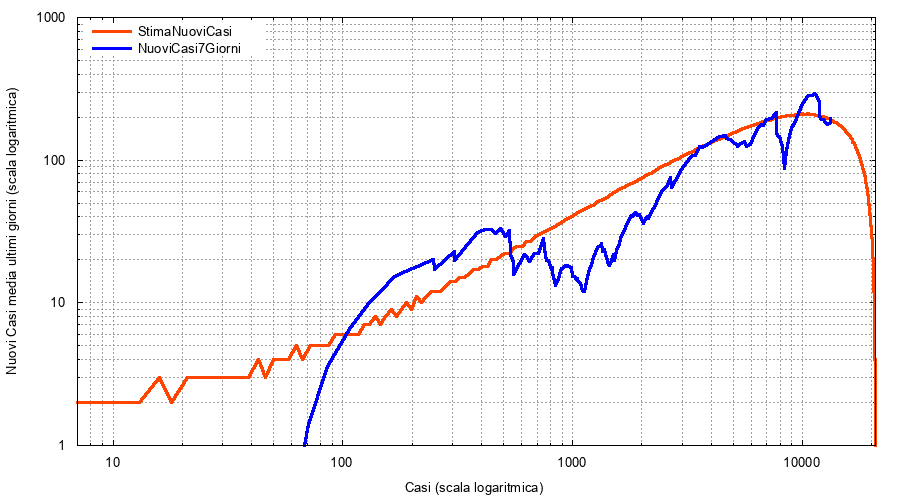 1000
StimaNuoviCasi
NuoviCasi7Giorni
100
10
1
10 100 1000 10000
Nuovi Casi media ultimi giorni (scala logaritmica)
Casi (scala logaritmica)